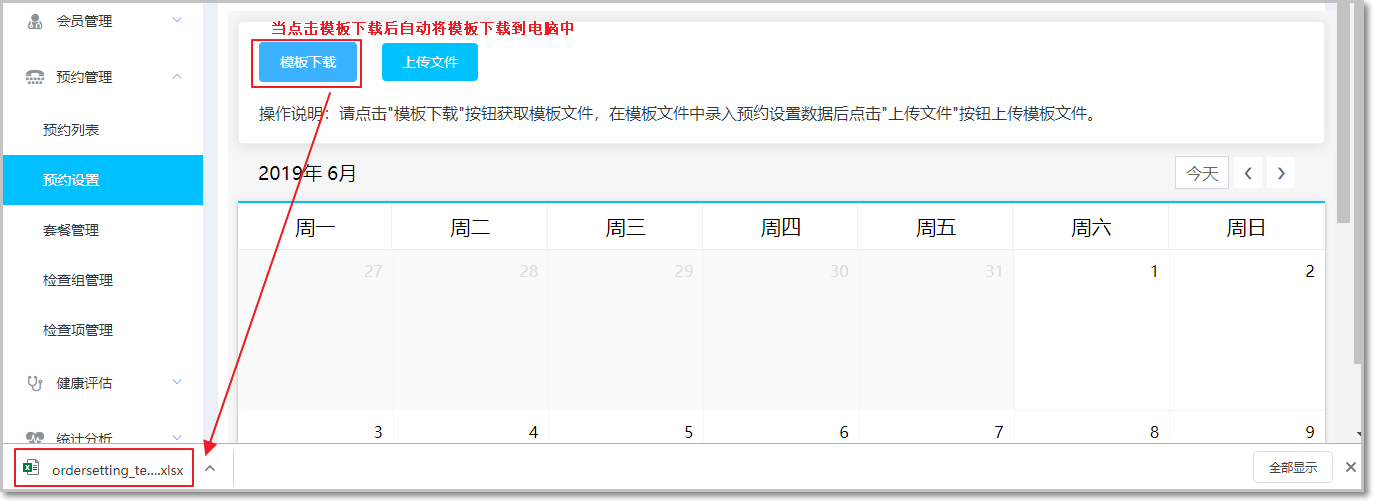 会员管理
预约管理
预约列表
预约设置
套餐管理
检查组管理
检查项管理
健康评估
统计分析
当点击模板下载后自动将模板下载到电脑中
模板下载
上传文件
操作说明：请点击"模板下载"按钮获取模板文件，在模板文件中录入预约设置数据后点击"上传文件"按钮上传模板文件。
2019年 6月
今天
周一 周二 周三 周四 周五 周六 周日
27 28 29 30 31 1 2
3 4 5 6 7 8 9
ordersetting_te....xlsx
全部显示